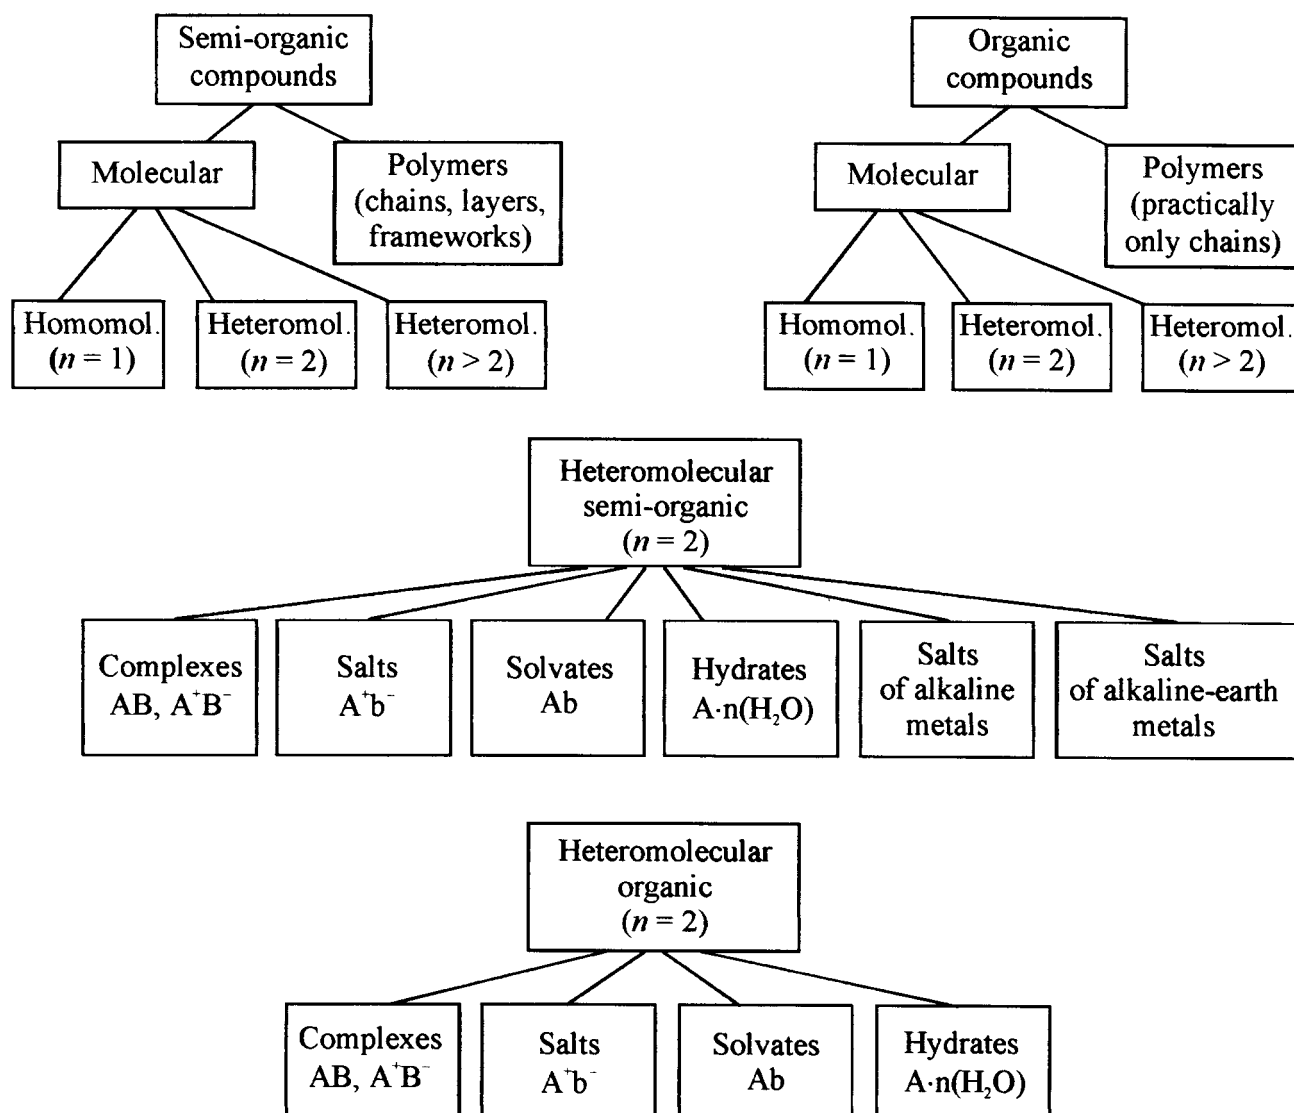 Semi-organic
compounds
Organic
compounds
Molecular
Polymers
(chains, layers,
frameworks)
Molecular
Polymers
(practically
only chains)
Homomol.
(n = 1)
Heteromol.
(n = 2)
Heteromol.
(n > 2)
Homomol.
(n = 1)
Heteromol.
(n = 2)
Heteromol.
(n > 2)
Heteromolecular
semi-organic
(n = 2)
Complexes
AB, A⁺B⁻
Salts
A⁺b⁻
Solvates
Ab
Hydrates
A·n(H₂O)
Salts
of alkaline
metals
Salts
of alkaline-earth
metals
Heteromolecular
organic
(n = 2)
Complexes
AB, A⁺B⁻
Salts
A⁺b⁻
Solvates
Ab
Hydrates
A·n(H₂O)